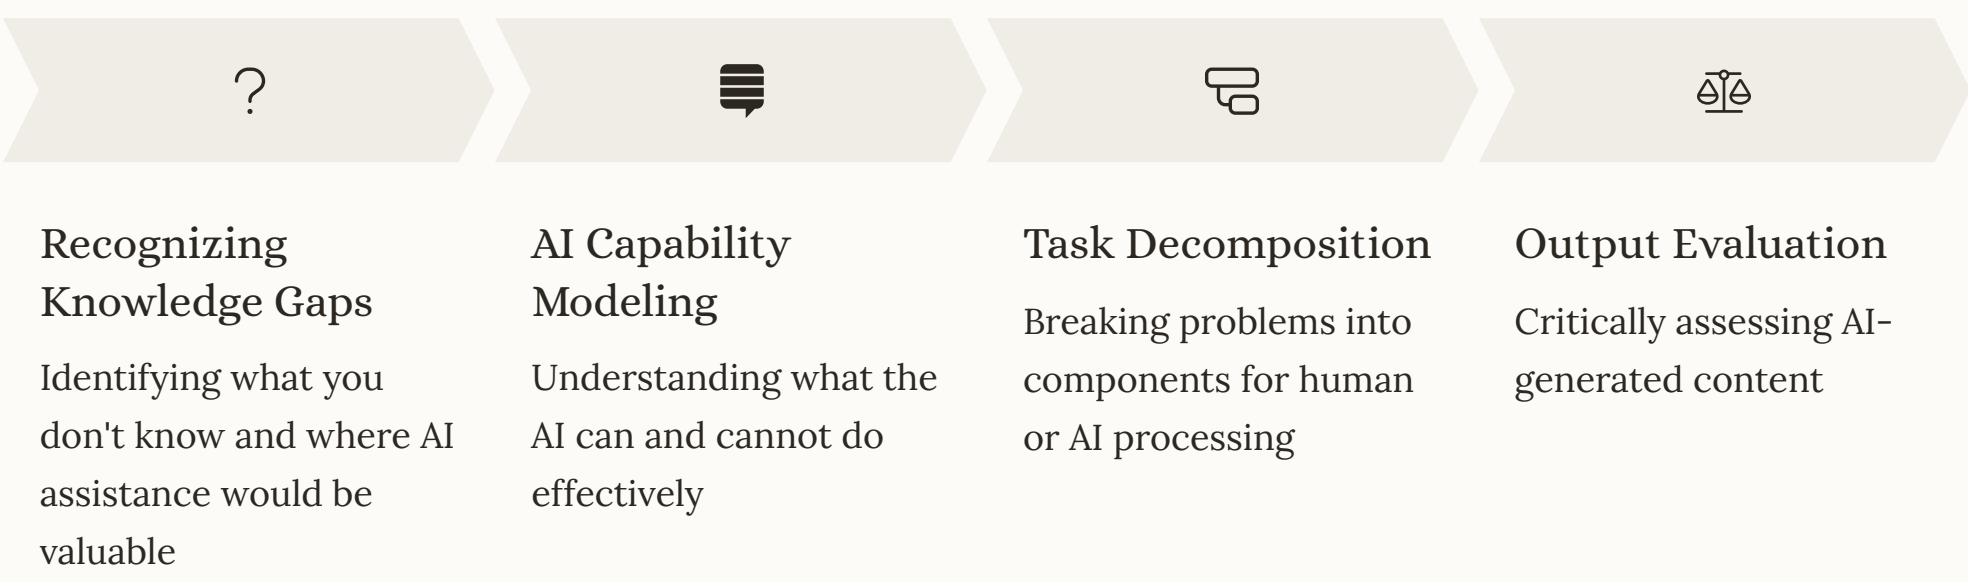 Recognizing
Knowledge Gaps
Identifying what you
don't know and where AI
assistance would be
valuable
AI Capability
Modeling
Understanding what the
AI can and cannot do
effectively
Task Decomposition
Breaking problems into
components for human
or AI processing
Output Evaluation
Critically assessing AI-
generated content